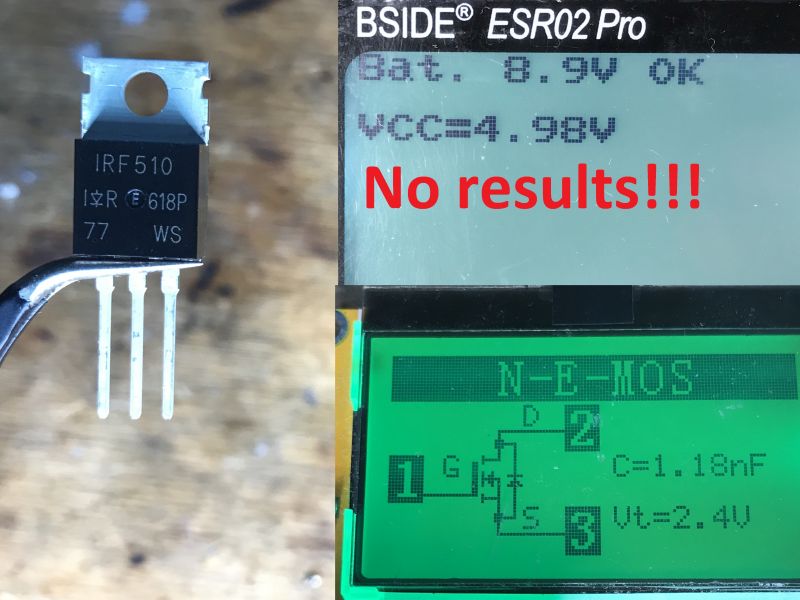 IRF510
IR E 618P
77 WS
BSIDE® ESR02 Pro
Bat. 8.9V OK
VCC=4.98V
No results!!!
N-E-MOS
D 2
1 G
C=1.18nF
S 3
Vt=2.4V